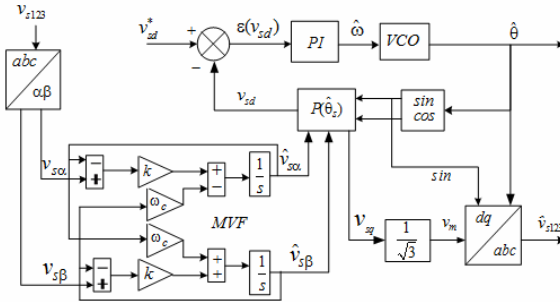 v_s123
v*_sd
+
ε(v_sd)
PI
ω̂
VCO
θ̂
−
abc
αβ
v_sd
P(θ̂_s)
sin
cos
v_sα
−
+
k
+
−
1/s
v̂_sα
sin
ω_c
MVF
ω_c
v_sq
1/√3
v_m
dq
abc
v̂_s123
v_sβ
−
+
k
+
+
1/s
v̂_sβ